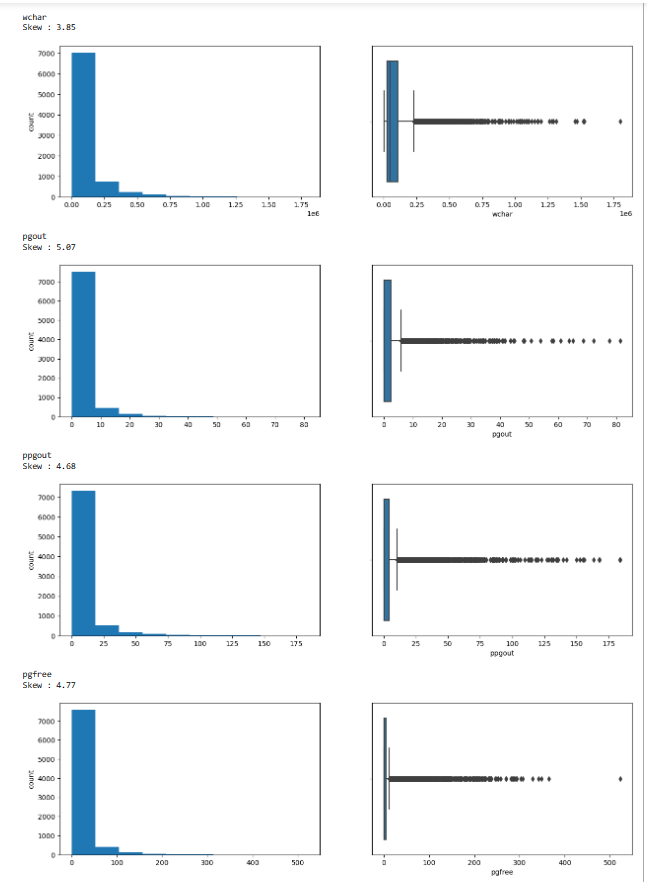 wchar
Skew : 3.85
7000
6000
5000
4000
3000
2000
1000
0
count
0.00 0.25 0.50 0.75 1.00 1.25 1.50 1.75
1e6
0.00 0.25 0.50 0.75 1.00 1.25 1.50 1.75
wchar 1e6
pgout
Skew : 5.07
7000
6000
5000
4000
3000
2000
1000
0
count
0 10 20 30 40 50 60 70 80
0 10 20 30 40 50 60 70 80
pgout
ppgout
Skew : 4.68
7000
6000
5000
4000
3000
2000
1000
0
count
0 25 50 75 100 125 150 175
0 25 50 75 100 125 150 175
ppgout
pgfree
Skew : 4.77
7000
6000
5000
4000
3000
2000
1000
0
count
0 100 200 300 400 500
0 100 200 300 400 500
pgfree